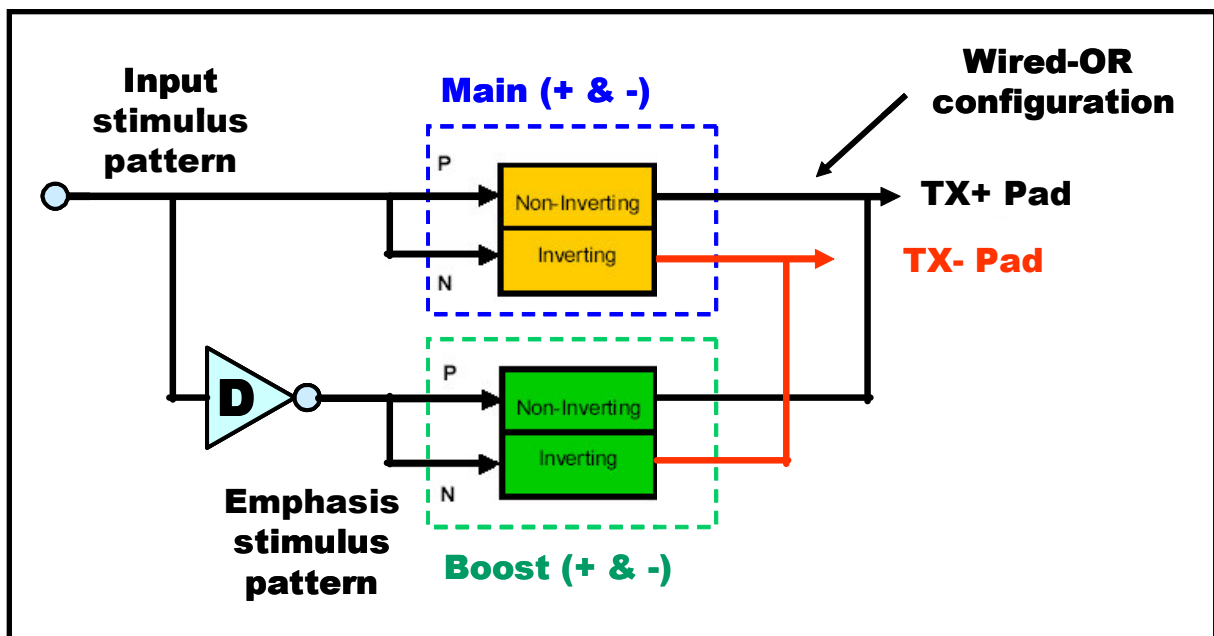 Input
stimulus
pattern
Main (+ & -)
Wired-OR
configuration
P
Non-Inverting
TX+ Pad
Inverting
TX- Pad
N
D
P
Non-Inverting
Inverting
N
Emphasis
stimulus
pattern
Boost (+ & -)